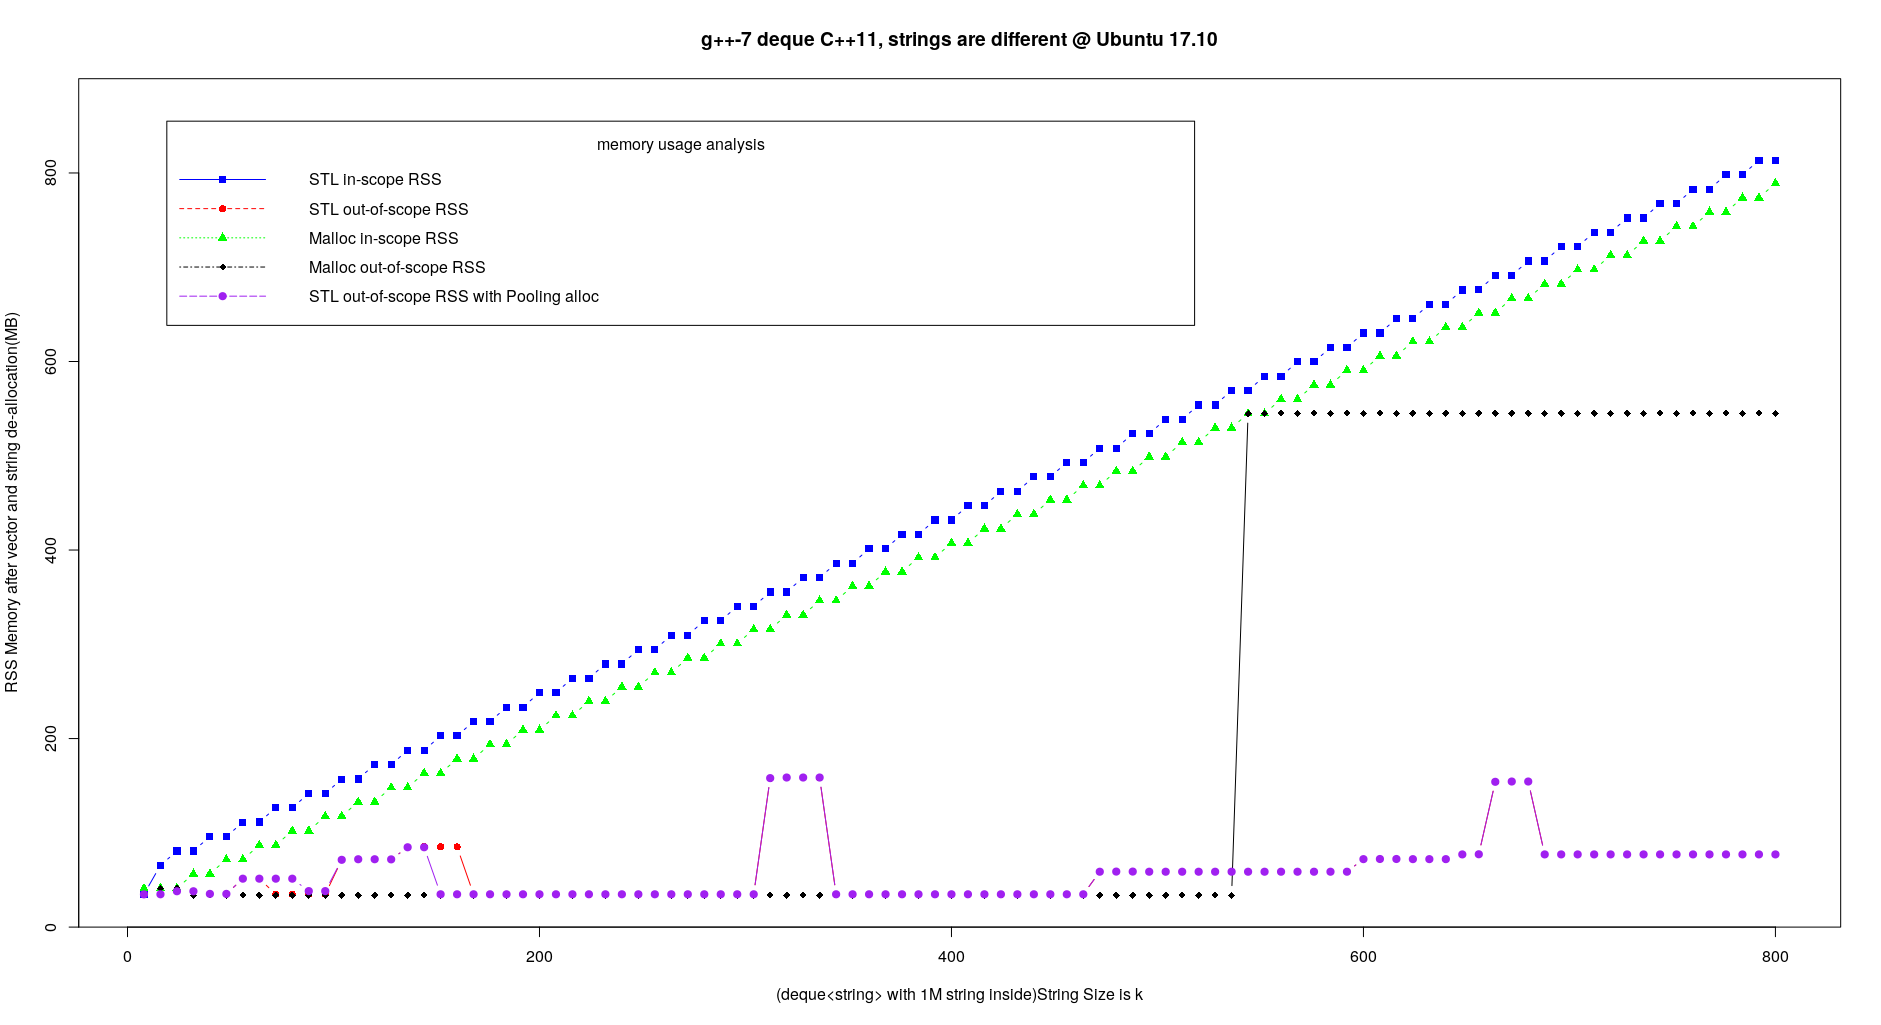 g++-7 deque C++11, strings are different @ Ubuntu 17.10
memory usage analysis
STL in-scope RSS
STL out-of-scope RSS
Malloc in-scope RSS
Malloc out-of-scope RSS
STL out-of-scope RSS with Pooling alloc
RSS Memory after vector and string de-allocation(MB)
800
600
400
200
0
0 200 400 600 800
(deque<string> with 1M string inside)String Size is k